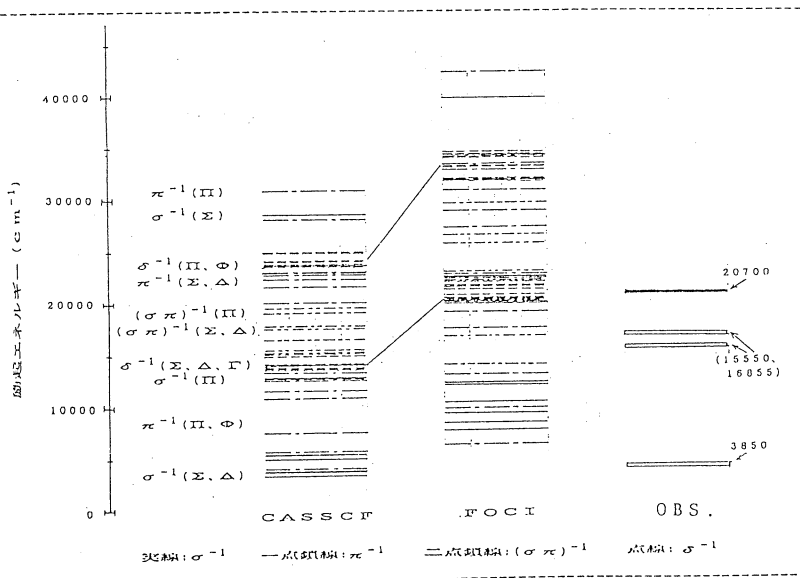 励起エネルギー (cm⁻¹)
40000
30000
20000
10000
0
π⁻¹(Π)
σ⁻¹(Σ)
δ⁻¹(Π、Φ)
π⁻¹(Σ、Δ)
(σπ)⁻¹(Π)
(σπ)⁻¹(Σ、Δ)
δ⁻¹(Σ、Δ、Γ)
σ⁻¹(Π)
π⁻¹(Π、Φ)
σ⁻¹(Σ、Δ)
20700
(15550、
16855)
3850
CASSCF FOCI OBS.
実線:σ⁻¹ 一点鎖線:π⁻¹ 二点鎖線:(σπ)⁻¹ 点線:δ⁻¹